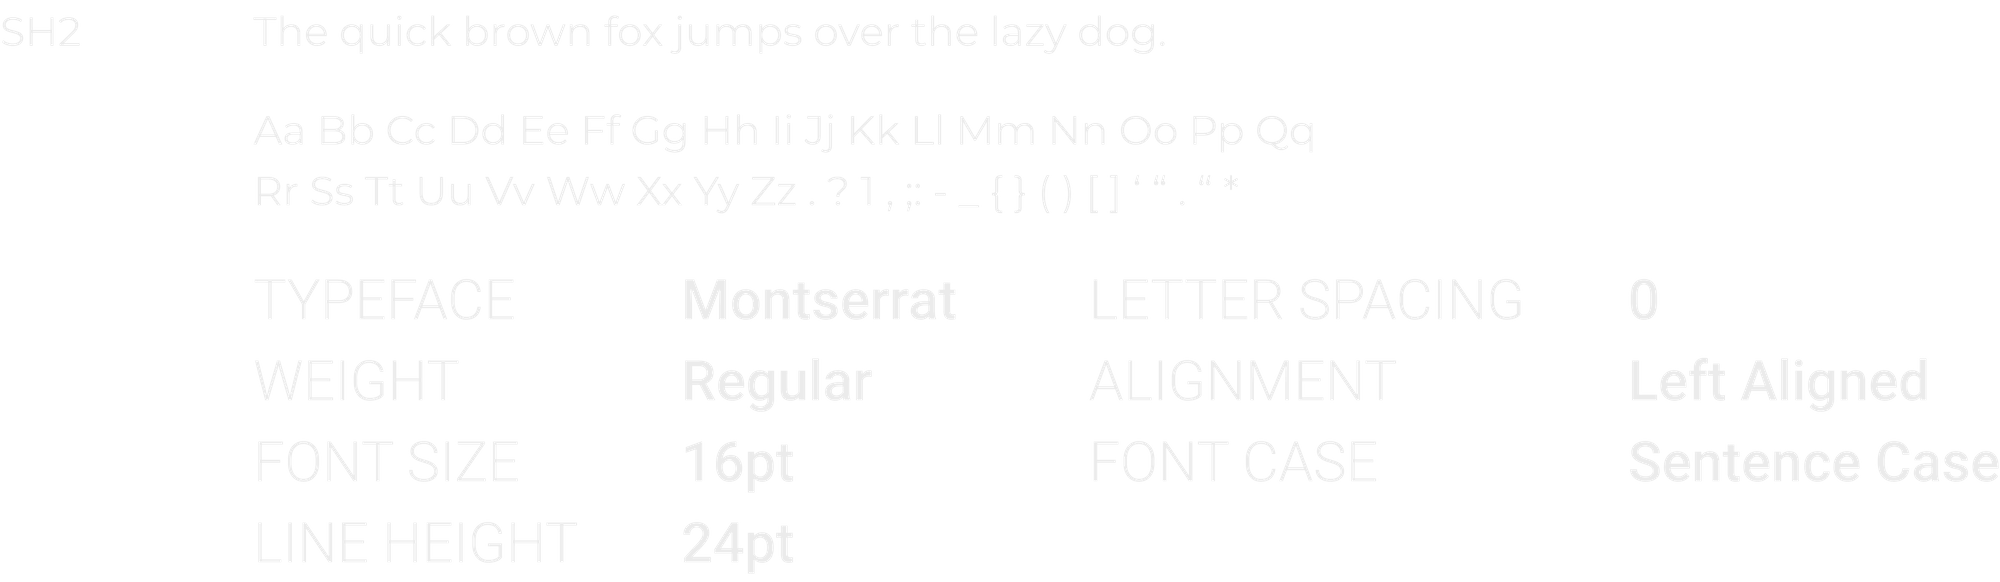 SH2 The quick brown fox jumps over the lazy dog.
Aa Bb Cc Dd Ee Ff Gg Hh Ii Jj Kk Ll Mm Nn Oo Pp Qq
Rr Ss Tt Uu Vv Ww Xx Yy Zz . ? 1 , ;: - _ { } ( ) [ ] ‘ “ . “ *
TYPEFACE Montserrat LETTER SPACING 0
WEIGHT Regular ALIGNMENT Left Aligned
FONT SIZE 16pt FONT CASE Sentence Case
LINE HEIGHT 24pt